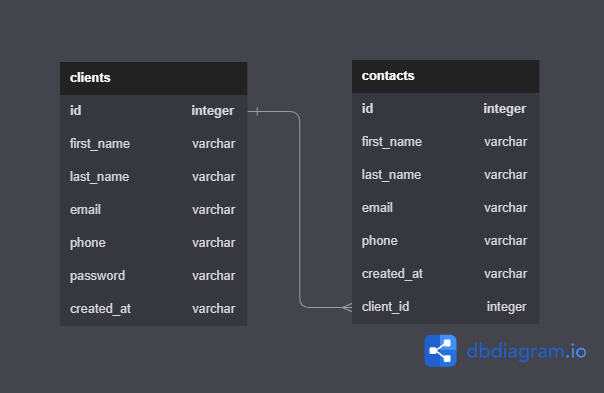 clients
id integer
first_name varchar
last_name varchar
email varchar
phone varchar
password varchar
created_at varchar
contacts
id integer
first_name varchar
last_name varchar
email varchar
phone varchar
created_at varchar
client_id integer
dbdiagram.io